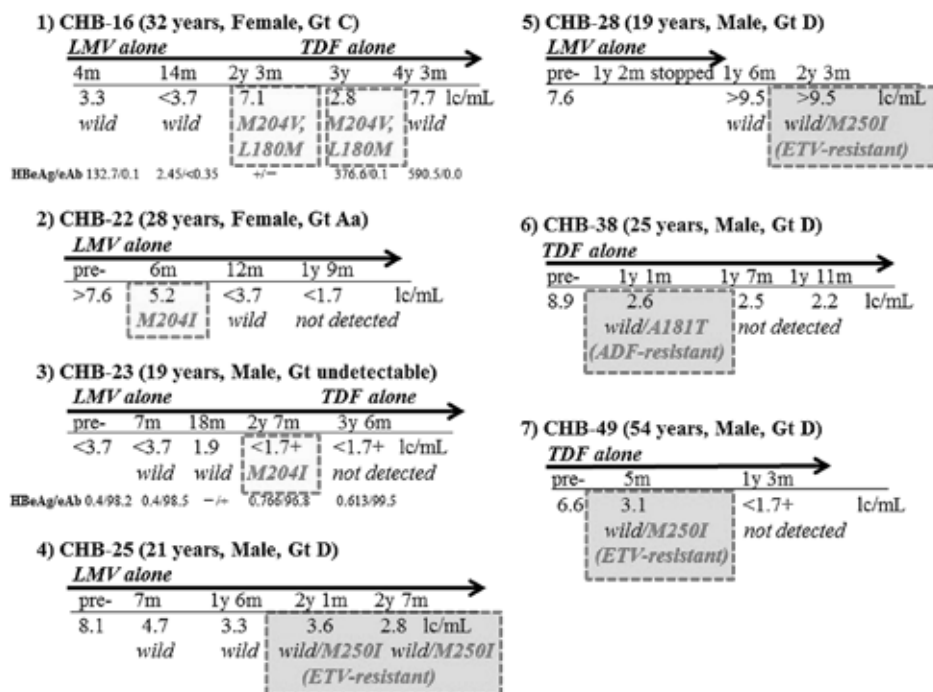 1) CHB-16 (32 years, Female, Gt C)
LMV alone TDF alone
4m 14m 2y 3m 3y 4y 3m
3.3 <3.7 7.1 2.8 7.7 lc/mL
wild wild M204V, M204V, wild
L180M L180M
HBeAg/eAb 132.7/0.1 2.45/<0.35 +/− 376.6/0.1 590.5/0.0
2) CHB-22 (28 years, Female, Gt Aa)
LMV alone
pre- 6m 12m 1y 9m
>7.6 5.2 <3.7 <1.7 lc/mL
M204I wild not detected
3) CHB-23 (19 years, Male, Gt undetectable)
LMV alone TDF alone
pre- 7m 18m 2y 7m 3y 6m
<3.7 <3.7 1.9 <1.7+ <1.7+ lc/mL
wild wild M204I not detected
HBeAg/eAb 0.4/98.2 0.4/98.5 −/+ 0.766/96.8 0.613/99.5
4) CHB-25 (21 years, Male, Gt D)
LMV alone
pre- 7m 1y 6m 2y 1m 2y 7m
8.1 4.7 3.3 3.6 2.8 lc/mL
wild wild wild/M250I wild/M250I
(ETV-resistant)
5) CHB-28 (19 years, Male, Gt D)
LMV alone
pre- 1y 2m stopped 1y 6m 2y 3m
7.6 >9.5 >9.5 lc/mL
wild wild/M250I
(ETV-resistant)
6) CHB-38 (25 years, Male, Gt D)
TDF alone
pre- 1y 1m 1y 7m 1y 11m
8.9 2.6 2.5 2.2 lc/mL
wild/A181T not detected
(ADF-resistant)
7) CHB-49 (54 years, Male, Gt D)
TDF alone
pre- 5m 1y 3m
6.6 3.1 <1.7+ lc/mL
wild/M250I not detected
(ETV-resistant)